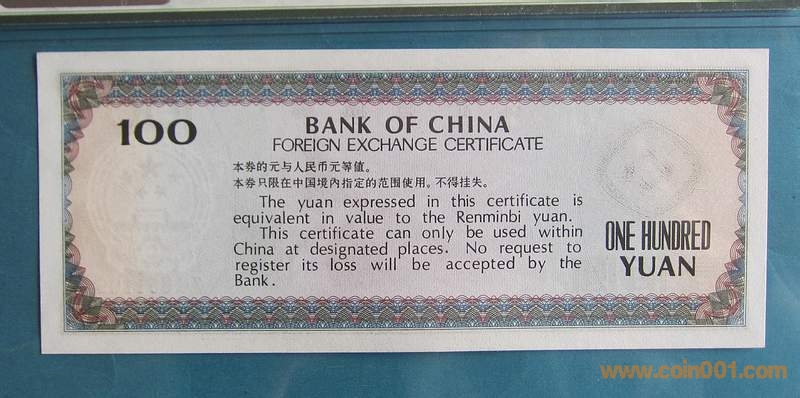 100
BANK OF CHINA
FOREIGN EXCHANGE CERTIFICATE
本券的元与人民币元等值。
本券只限在中国境内指定的范围使用。不得挂失。
The yuan expressed in this certificate is
equivalent in value to the Renminbi yuan.
This certificate can only be used within
China at designated places. No request to
register its loss will be accepted by the
Bank.
ONE HUNDRED
YUAN
www.coin001.com